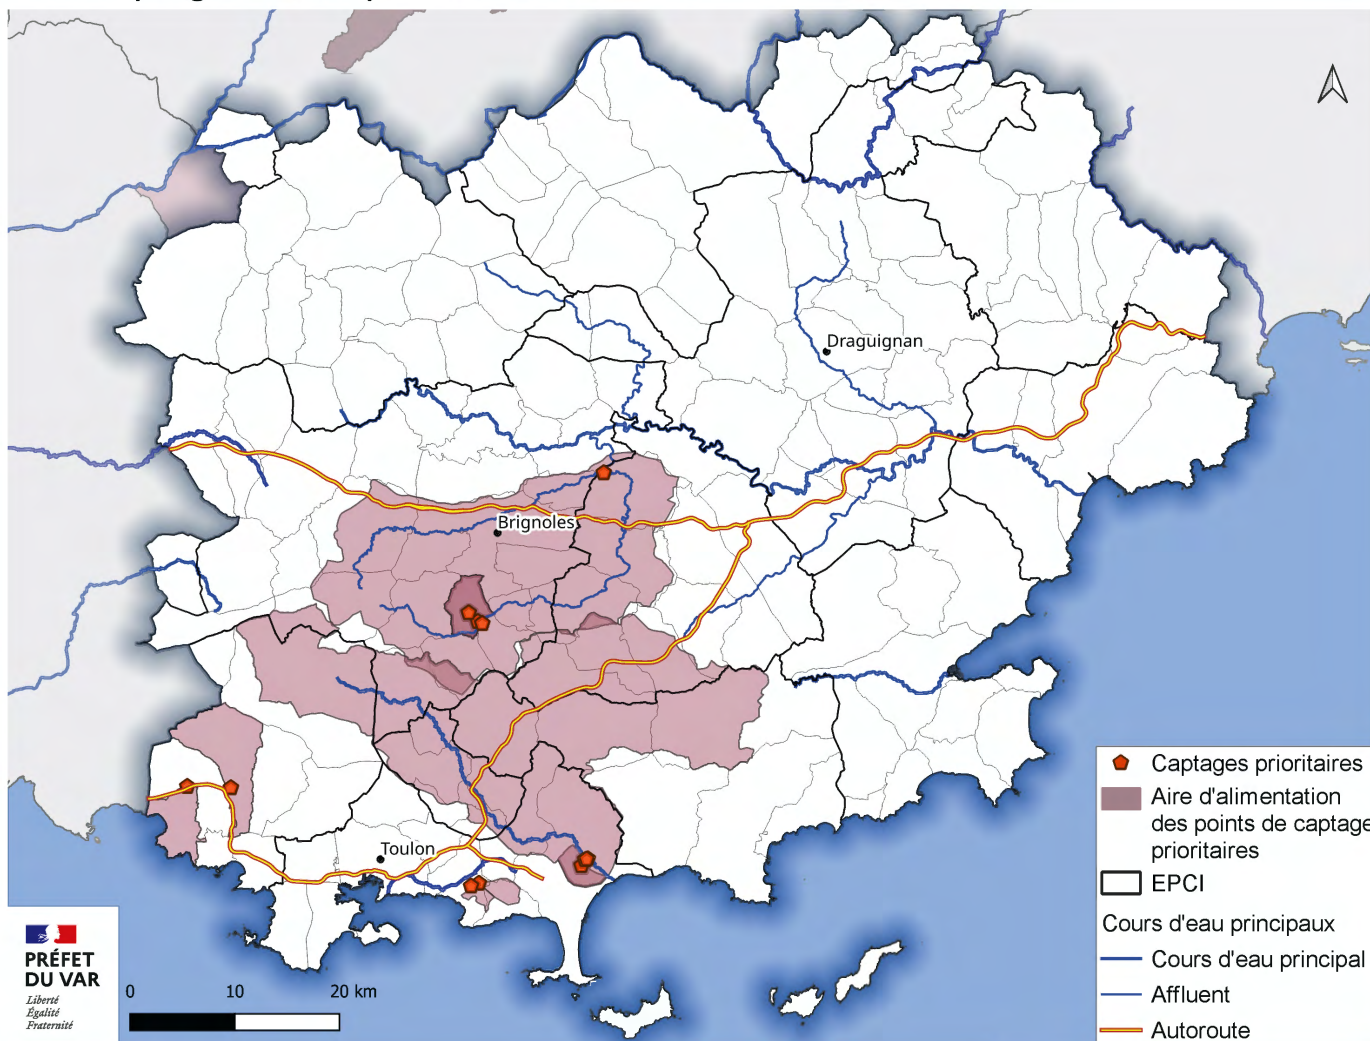 Draguignan
Brignoles
Toulon
Captages prioritaires
Aire d'alimentation
des points de captage
prioritaires
EPCI
Cours d'eau principaux
Cours d'eau principal
Affluent
Autoroute
PRÉFET
DU VAR
Liberté
Égalité
Fraternité
0 10 20 km